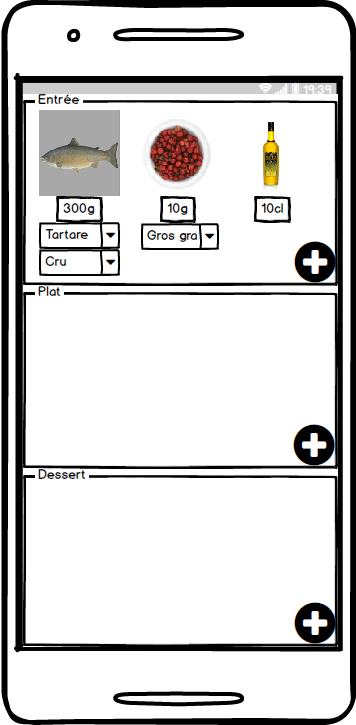 19:39
Entrée
300g
10g
10cl
Tartare
Gros gra
Cru
Plat
Dessert